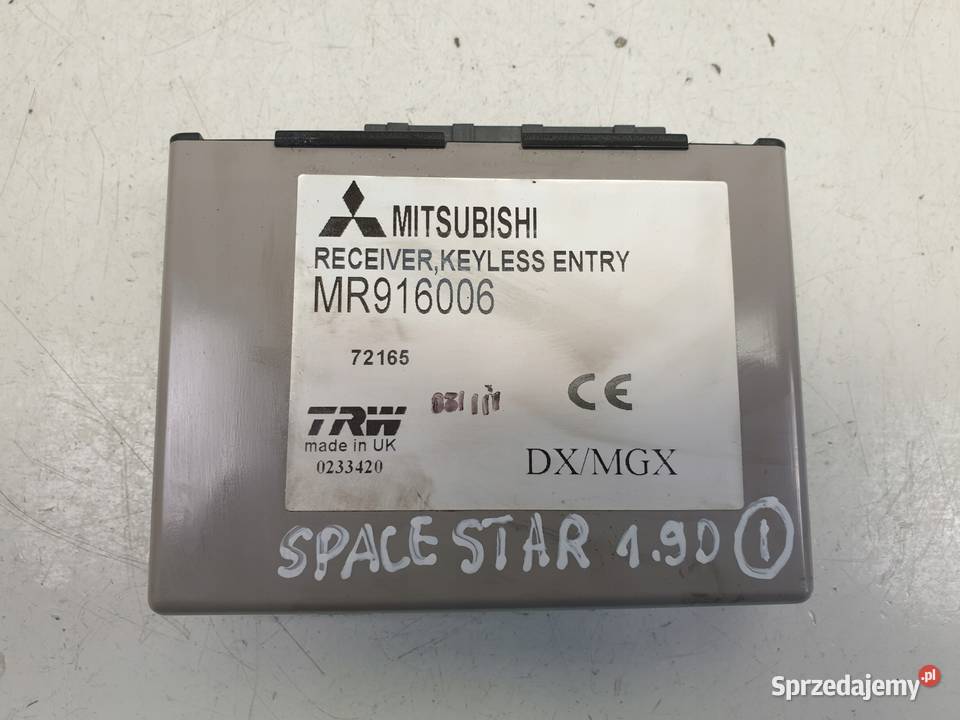 MITSUBISHI
RECEIVER,KEYLESS ENTRY
MR916006
72165
TRW
made in UK
0233420
CE
DX/MGX
SPACE STAR 1.9D 1
Sprzedajemy.pl